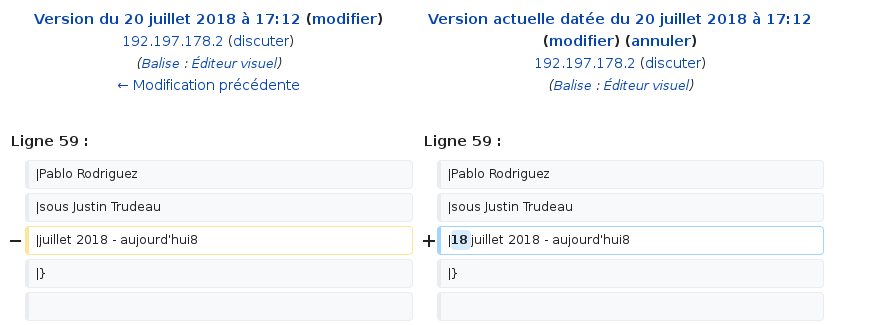 Version du 20 juillet 2018 à 17:12 (modifier)
192.197.178.2 (discuter)
(Balise : Éditeur visuel)
← Modification précédente
Version actuelle datée du 20 juillet 2018 à 17:12
(modifier) (annuler)
192.197.178.2 (discuter)
(Balise : Éditeur visuel)
Ligne 59 :
Ligne 59 :
|Pablo Rodriguez
|Pablo Rodriguez
|sous Justin Trudeau
|sous Justin Trudeau
− |juillet 2018 - aujourd'hui8
+ |18 juillet 2018 - aujourd'hui8
|}
|}